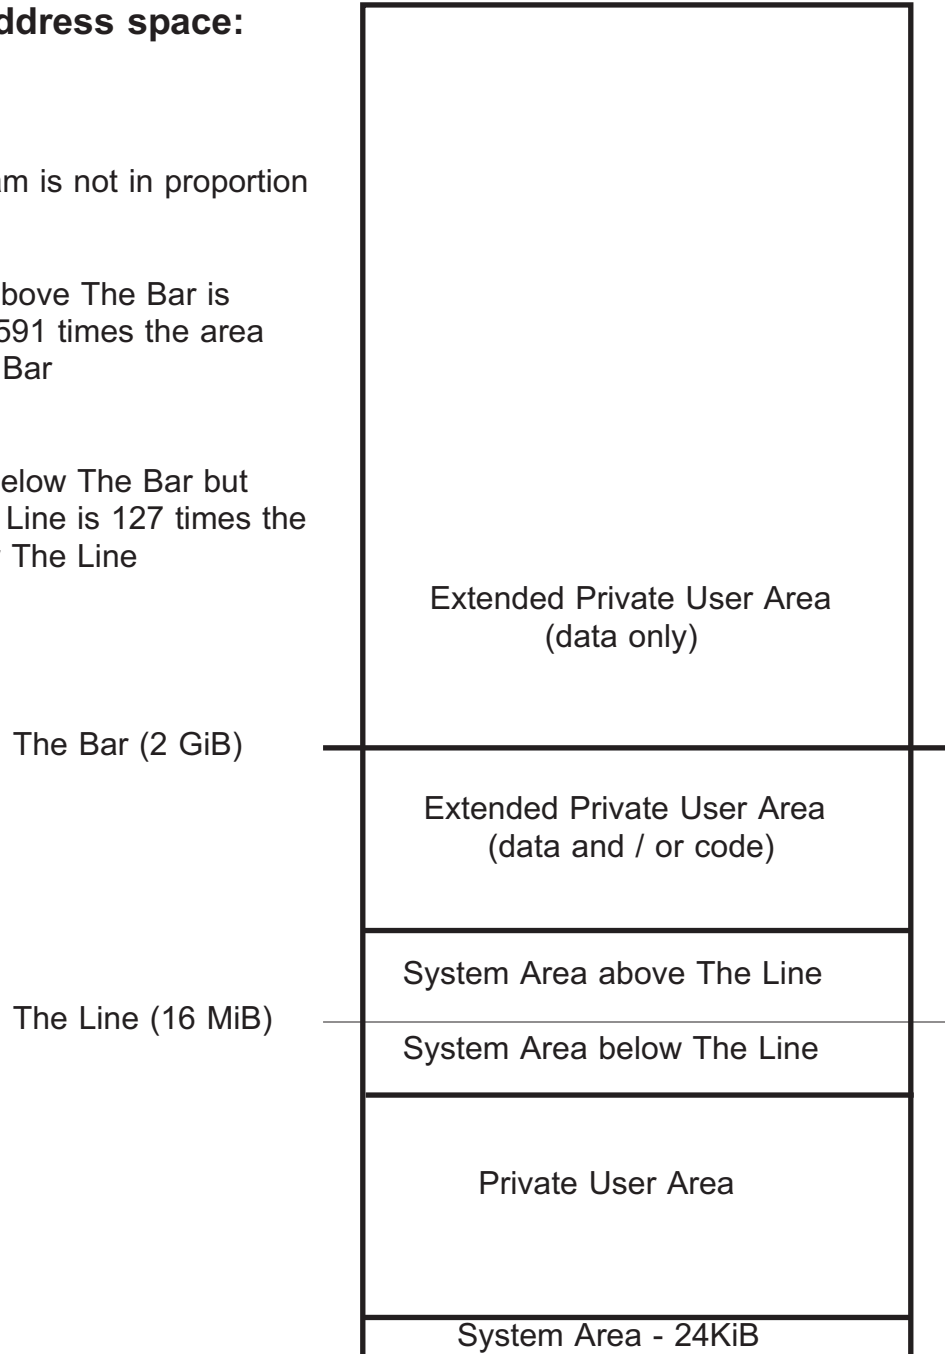 ddress space:
am is not in proportion
bove The Bar is
591 times the area
Bar
elow The Bar but
Line is 127 times the
The Line
Extended Private User Area
(data only)
The Bar (2 GiB)
Extended Private User Area
(data and / or code)
System Area above The Line
The Line (16 MiB)
System Area below The Line
Private User Area
System Area - 24KiB